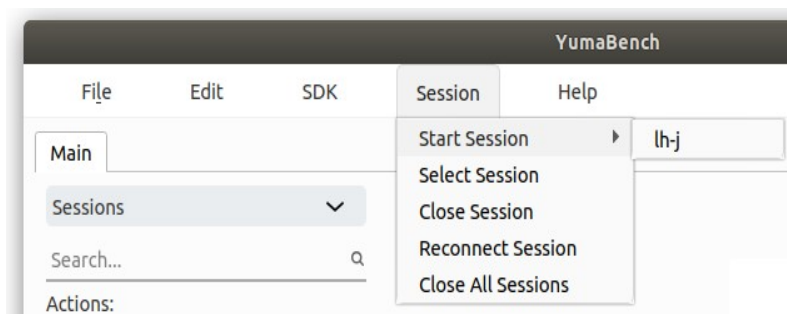 YumaBench
File Edit SDK Session Help
Main
Start Session lh-j
Select Session
Sessions
Close Session
Search...
Reconnect Session
Close All Sessions
Actions: